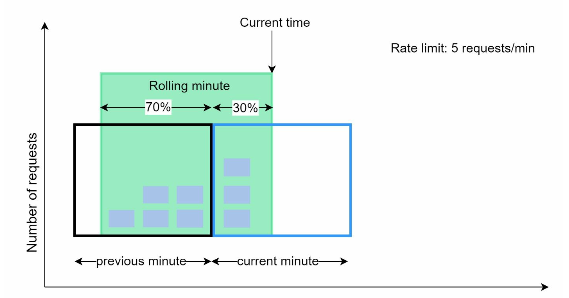 Current time
Rate limit: 5 requests/min
Rolling minute
70%
30%
Number of requests
previous minute
current minute